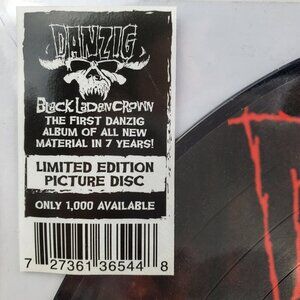 DANZIG
Black Laden Crown
THE FIRST DANZIG
ALBUM OF ALL NEW
MATERIAL IN 7 YEARS!
LIMITED EDITION
PICTURE DISC
ONLY 1,000 AVAILABLE
7 27361 36544 8